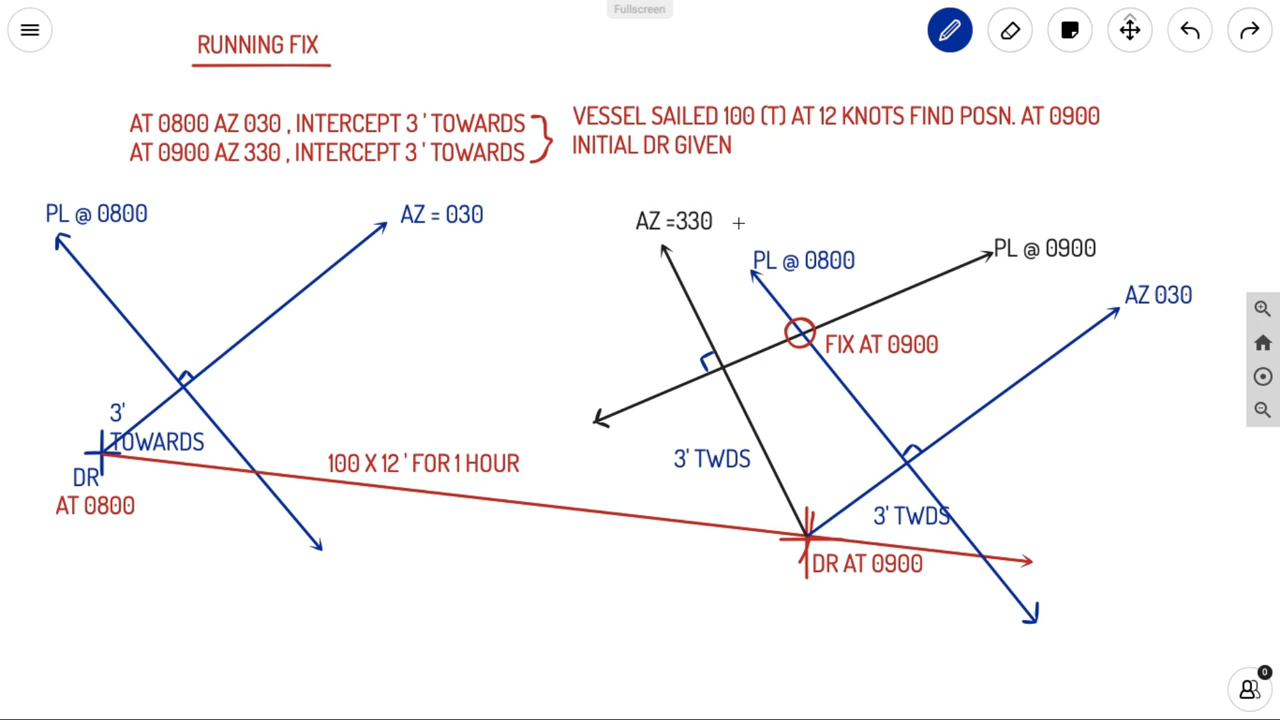 Fullscreen
RUNNING FIX
AT 0800 AZ 030 , INTERCEPT 3 ' TOWARDS
AT 0900 AZ 330 , INTERCEPT 3 ' TOWARDS
VESSEL SAILED 100 (T) AT 12 KNOTS FIND POSN. AT 0900
INITIAL DR GIVEN
PL @ 0800
AZ = 030
AZ =330
PL @ 0800
PL @ 0900
AZ 030
FIX AT 0900
3'
TOWARDS
DR
AT 0800
100 X 12 ' FOR 1 HOUR
3' TWDS
3' TWDS
DR AT 0900
0